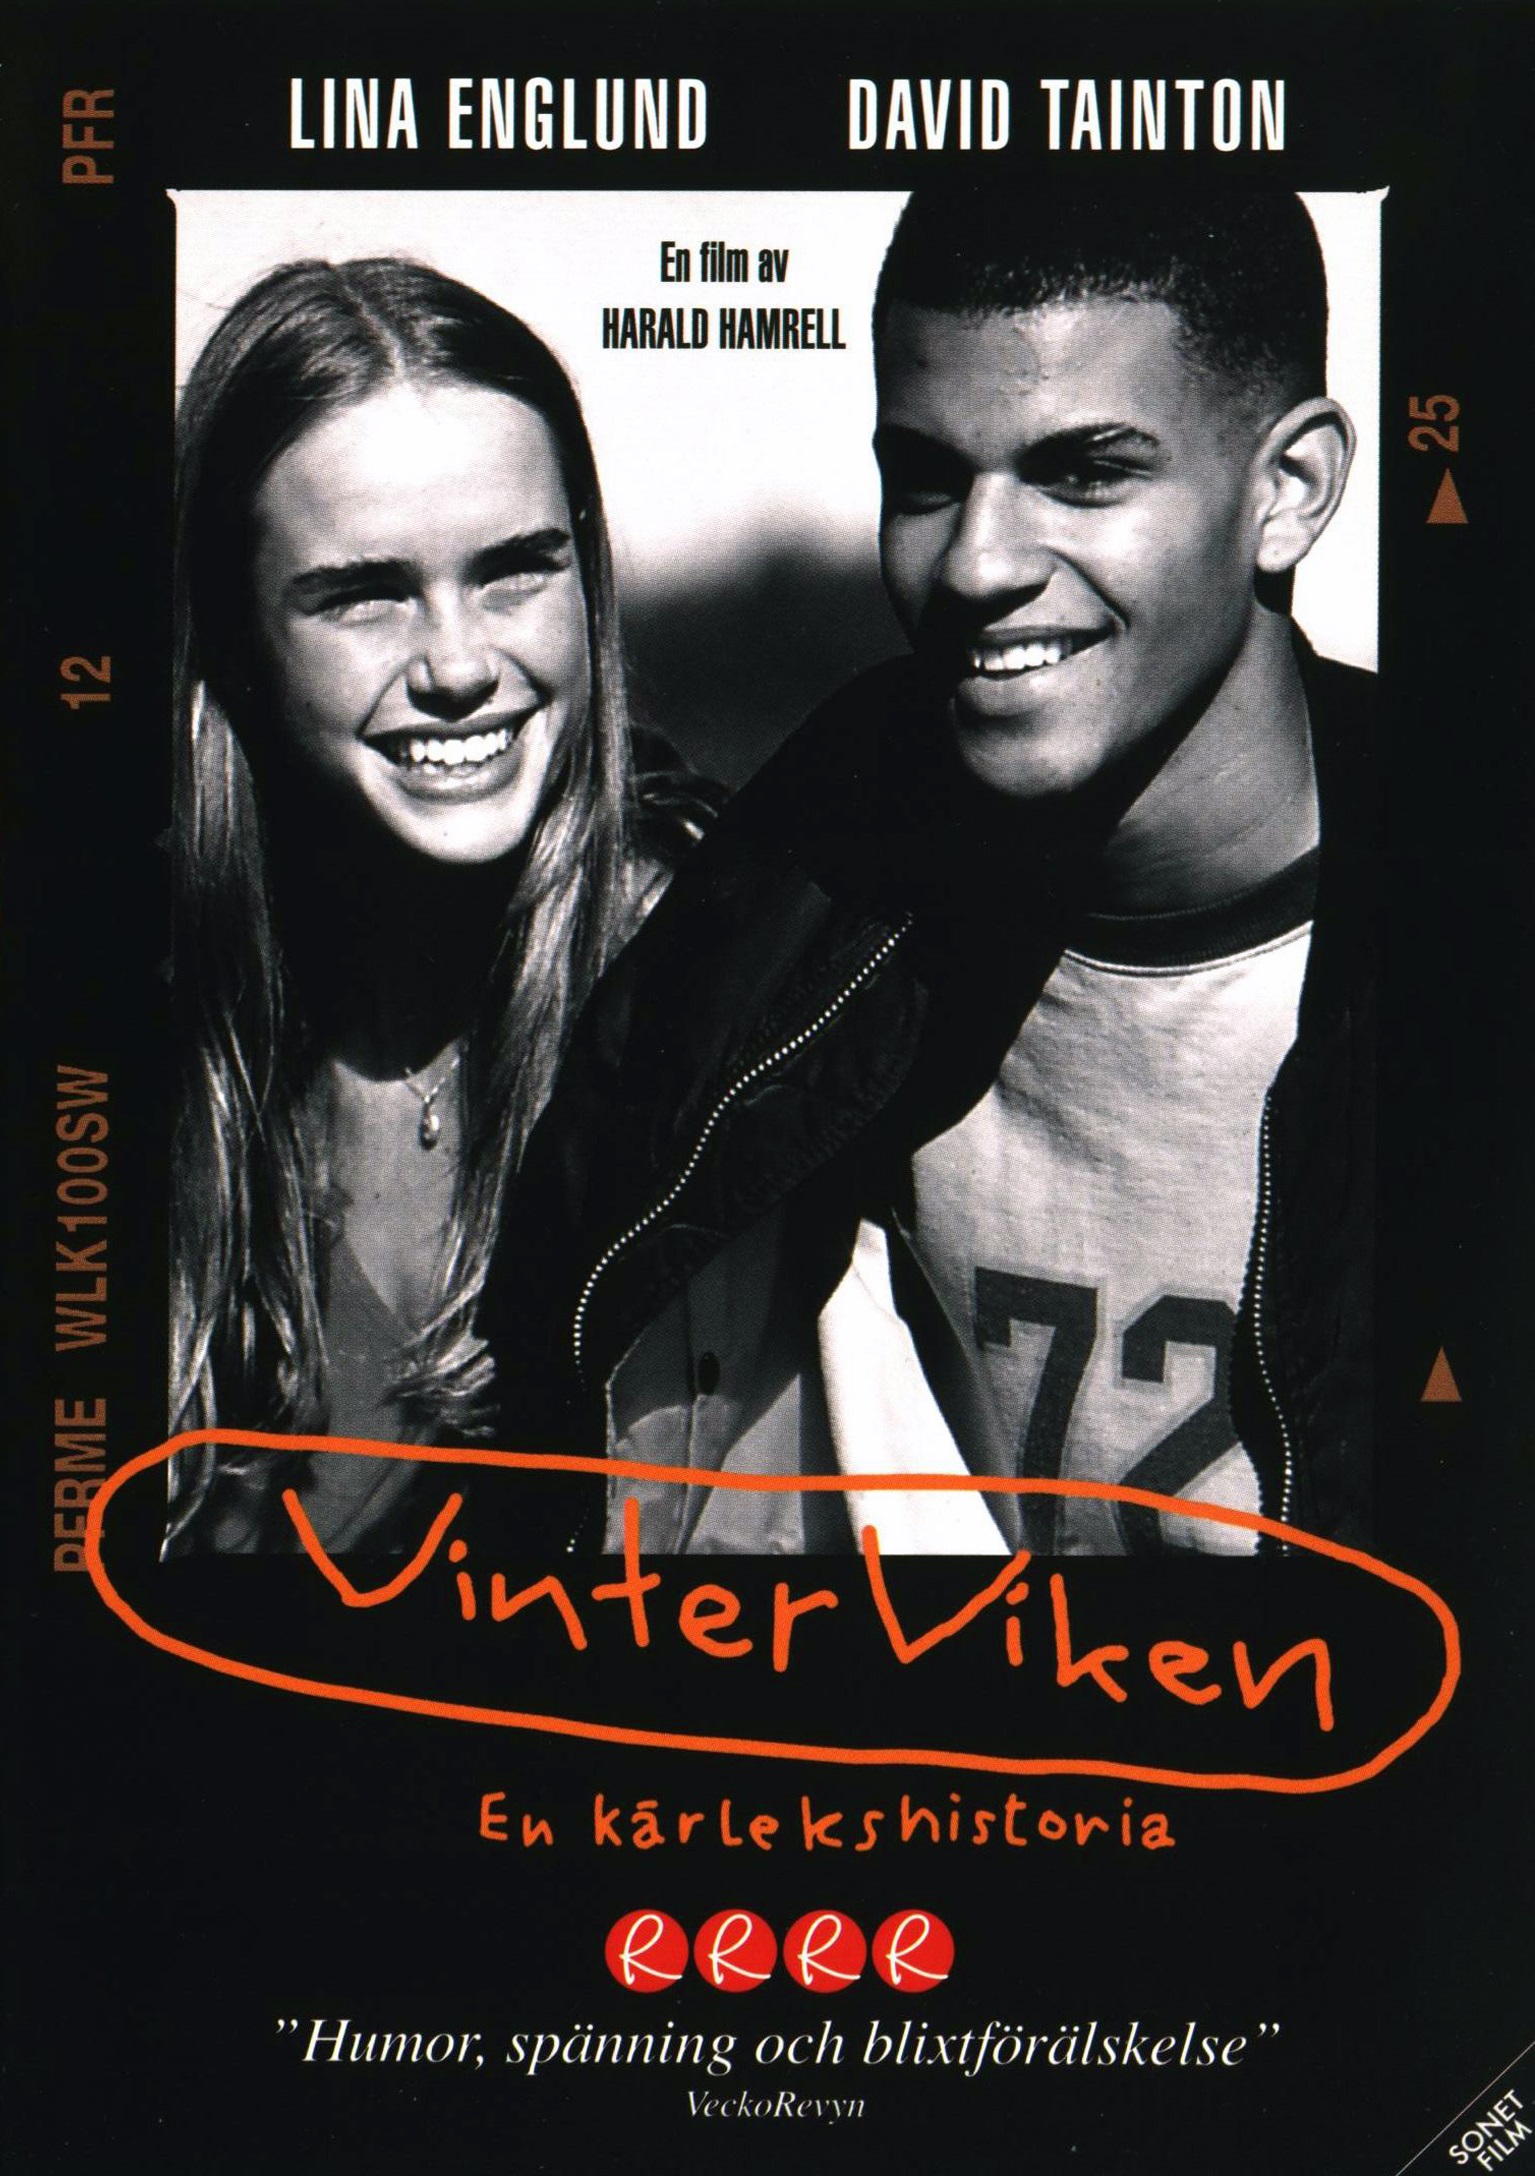 LINA ENGLUND DAVID TAINTON
En film av
HARALD HAMRELL
PFR
12
PERME WLK100SW
25
72
VinterViken
En kärlekshistoria
R R R R
"Humor, spänning och blixtförälskelse"
VeckoRevyn
SONET
FILM